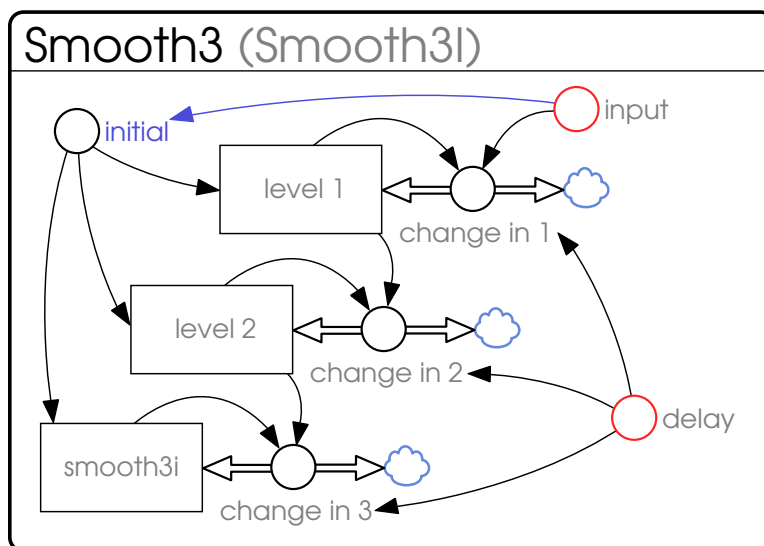 Smooth3 (Smooth3I)
input
initial
level 1
change in 1
level 2
change in 2
delay
smooth3i
change in 3